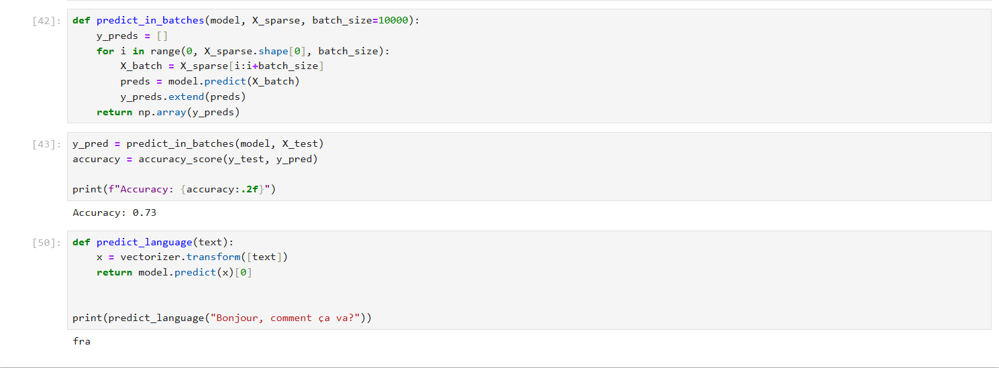 [42]:
def predict_in_batches(model, X_sparse, batch_size=10000):
    y_preds = []
    for i in range(0, X_sparse.shape[0], batch_size):
        X_batch = X_sparse[i:i+batch_size]
        preds = model.predict(X_batch)
        y_preds.extend(preds)
    return np.array(y_preds)
[43]:
y_pred = predict_in_batches(model, X_test)
accuracy = accuracy_score(y_test, y_pred)
print(f"Accuracy: {accuracy:.2f}")
Accuracy: 0.73
[50]:
def predict_language(text):
    x = vectorizer.transform([text])
    return model.predict(x)[0]
print(predict_language("Bonjour, comment ça va?"))
fra